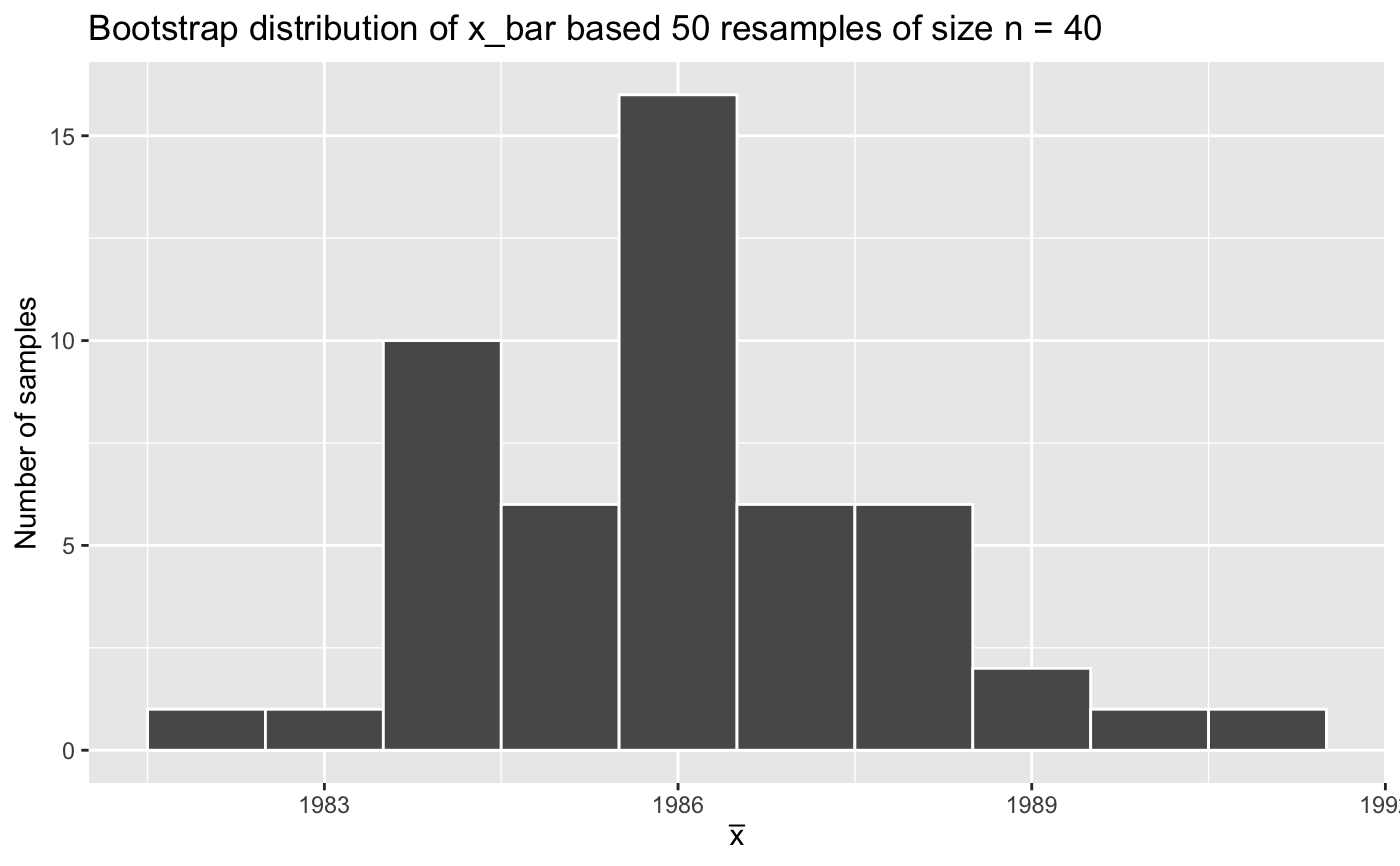 Bootstrap distribution of x_bar based 50 resamples of size n = 40
Number of samples
15
10
5
0
1983
1986
1989
x̅